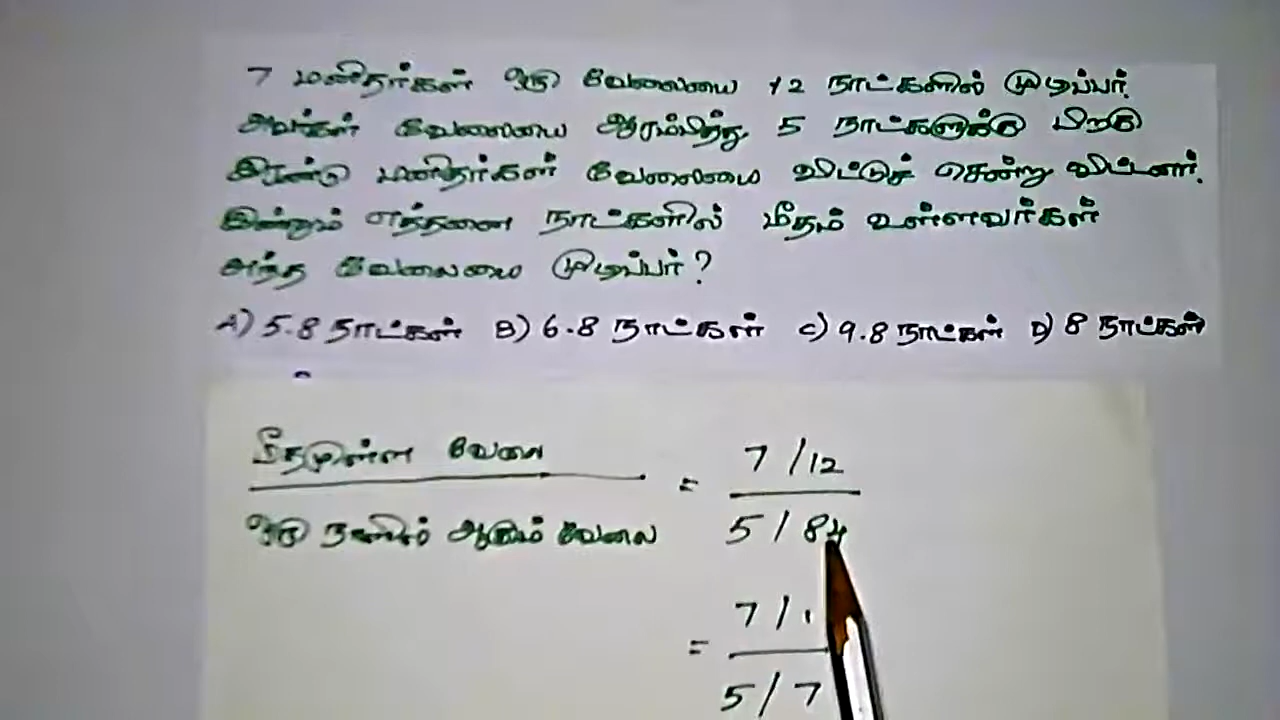 7 மனிதர்கள் ஒரு வேலையை 12 நாட்களில் முடிப்பர்.
அவர்கள் வேலையை ஆரம்பித்து 5 நாட்களுக்கு பிறகு
இரண்டு மனிதர்கள் வேலையை விட்டுச் சென்று விட்டனர்.
இன்னும் எத்தனை நாட்களில் மீதம் உள்ளவர்கள்
அந்த வேலையை முடிப்பர்?
A) 5.8 நாட்கள் B) 6.8 நாட்கள் C) 9.8 நாட்கள் D) 8 நாட்கள்
மீதமுள்ள வேலை = 7 / 12
ஒரு நாளில் ஆகும் வேலை 5 / 84
= 7 / 1
5 / 7